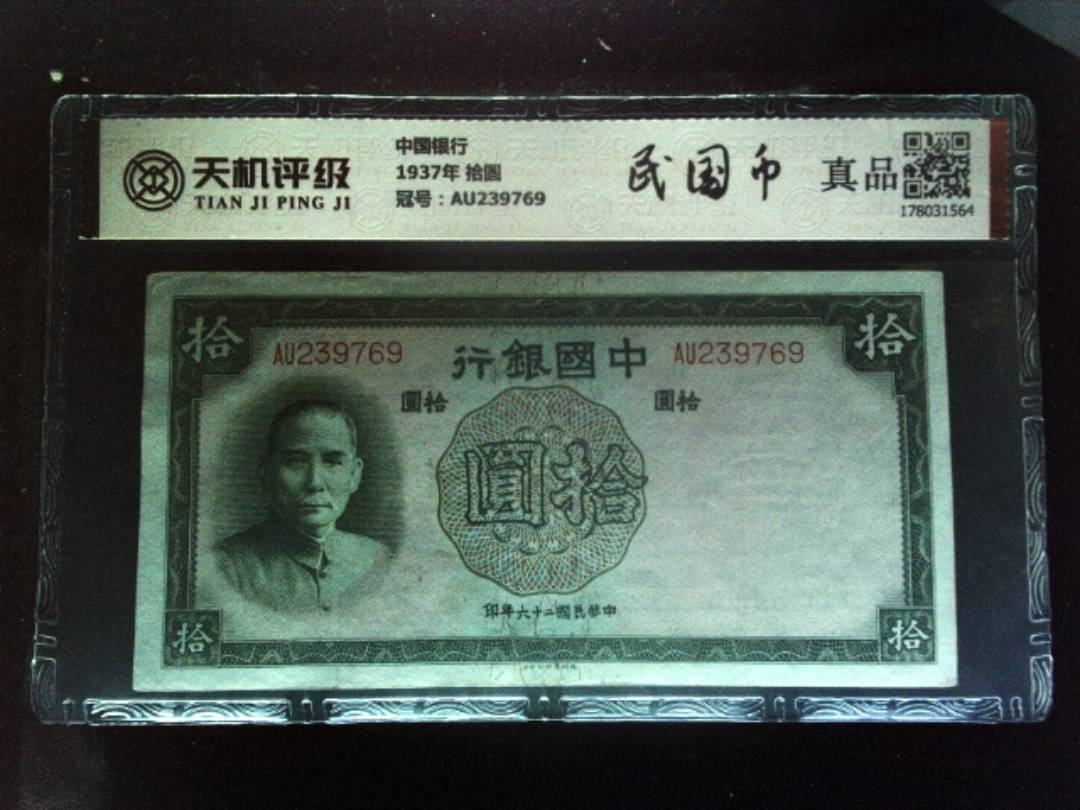 天机评级
TIAN JI PING JI
中国银行
1937年 拾圆
冠号：AU239769
民国币
真品
178031564
拾
拾
AU239769
行銀國中
AU239769
圓拾
圓拾
圓拾
印年六十二國民華中
拾
拾